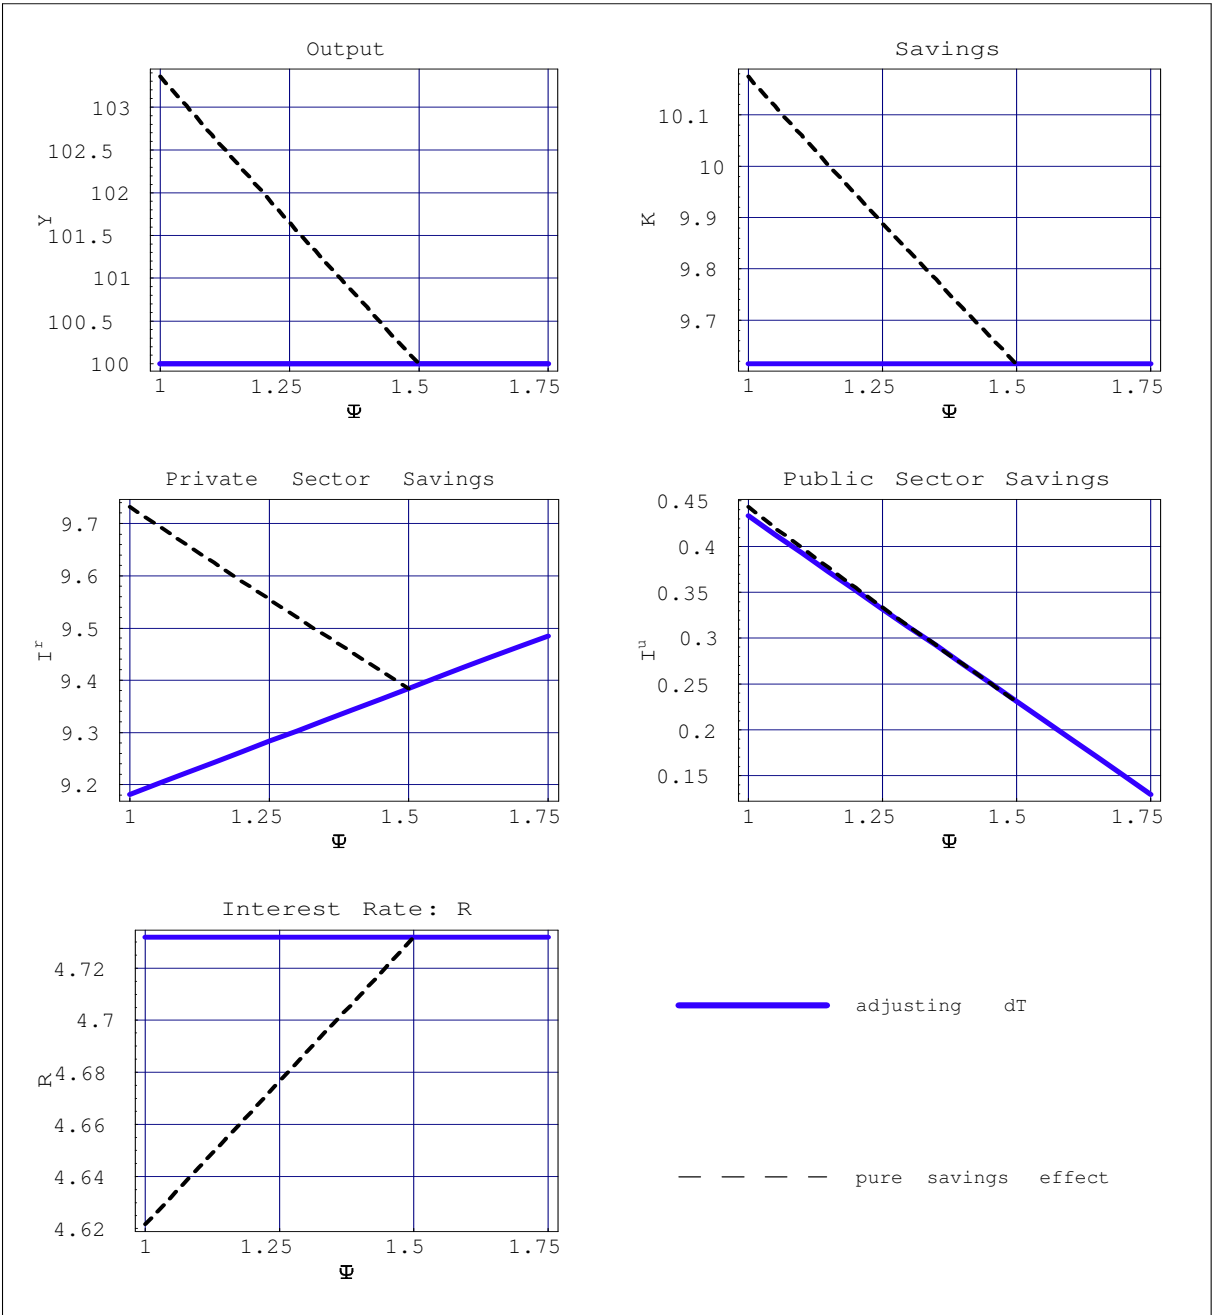 Output
Y
103
102.5
102
101.5
101
100.5
100
1 1.25 1.5 1.75
Ψ
Savings
K
10.1
10
9.9
9.8
9.7
1 1.25 1.5 1.75
Ψ
Private Sector Savings
I^r
9.7
9.6
9.5
9.4
9.3
9.2
1 1.25 1.5 1.75
Ψ
Public Sector Savings
I^u
0.45
0.4
0.35
0.3
0.25
0.2
0.15
1 1.25 1.5 1.75
Ψ
Interest Rate: R
R
4.72
4.7
4.68
4.66
4.64
4.62
1 1.25 1.5 1.75
Ψ
adjusting dT
pure savings effect